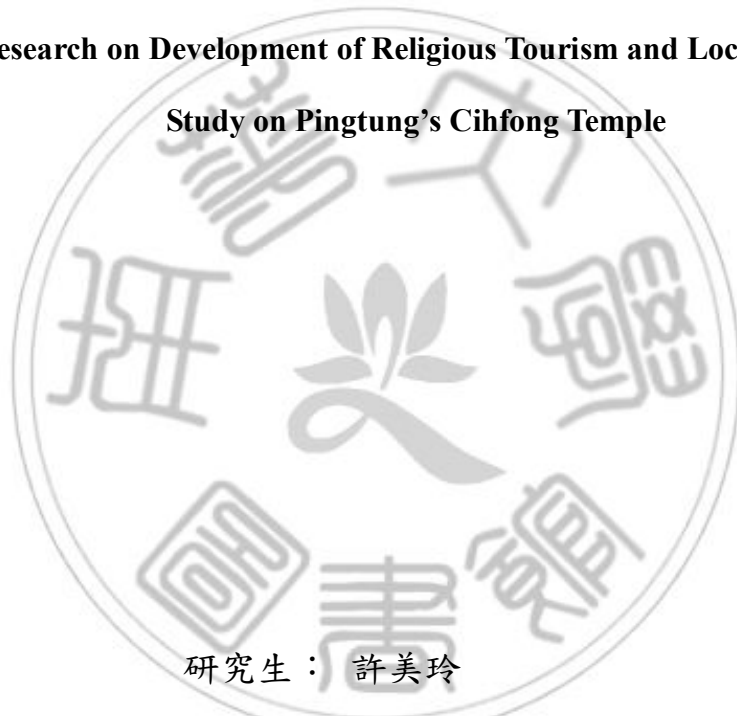 esearch on Development of Religious Tourism and Loc
Study on Pingtung’s Cihfong Temple
研究生： 許美玲